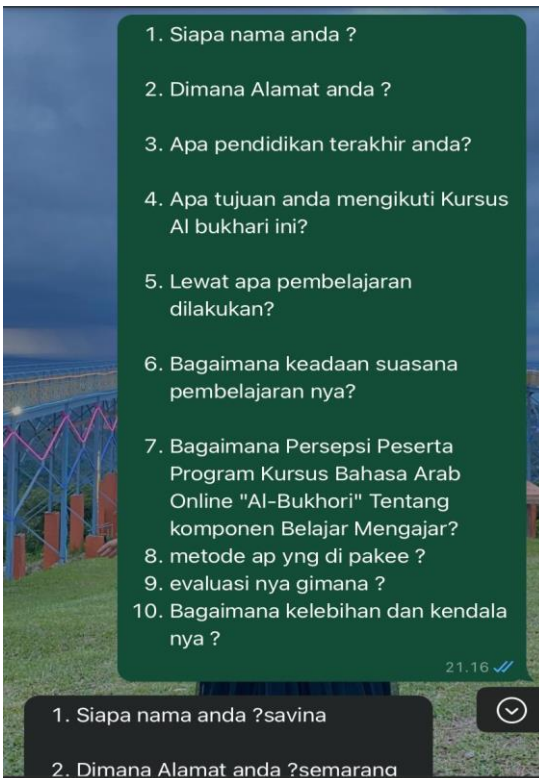 1. Siapa nama anda ?
2. Dimana Alamat anda ?
3. Apa pendidikan terakhir anda?
4. Apa tujuan anda mengikuti Kursus
Al bukhari ini?
5. Lewat apa pembelajaran
dilakukan?
6. Bagaimana keadaan suasana
pembelajaran nya?
7. Bagaimana Persepsi Peserta
Program Kursus Bahasa Arab
Online "Al-Bukhori" Tentang
komponen Belajar Mengajar?
8. metode ap yng di pakee ?
9. evaluasi nya gimana ?
10. Bagaimana kelebihan dan kendala
nya ?
21.16
1. Siapa nama anda ?savina
2. Dimana Alamat anda ?semarang